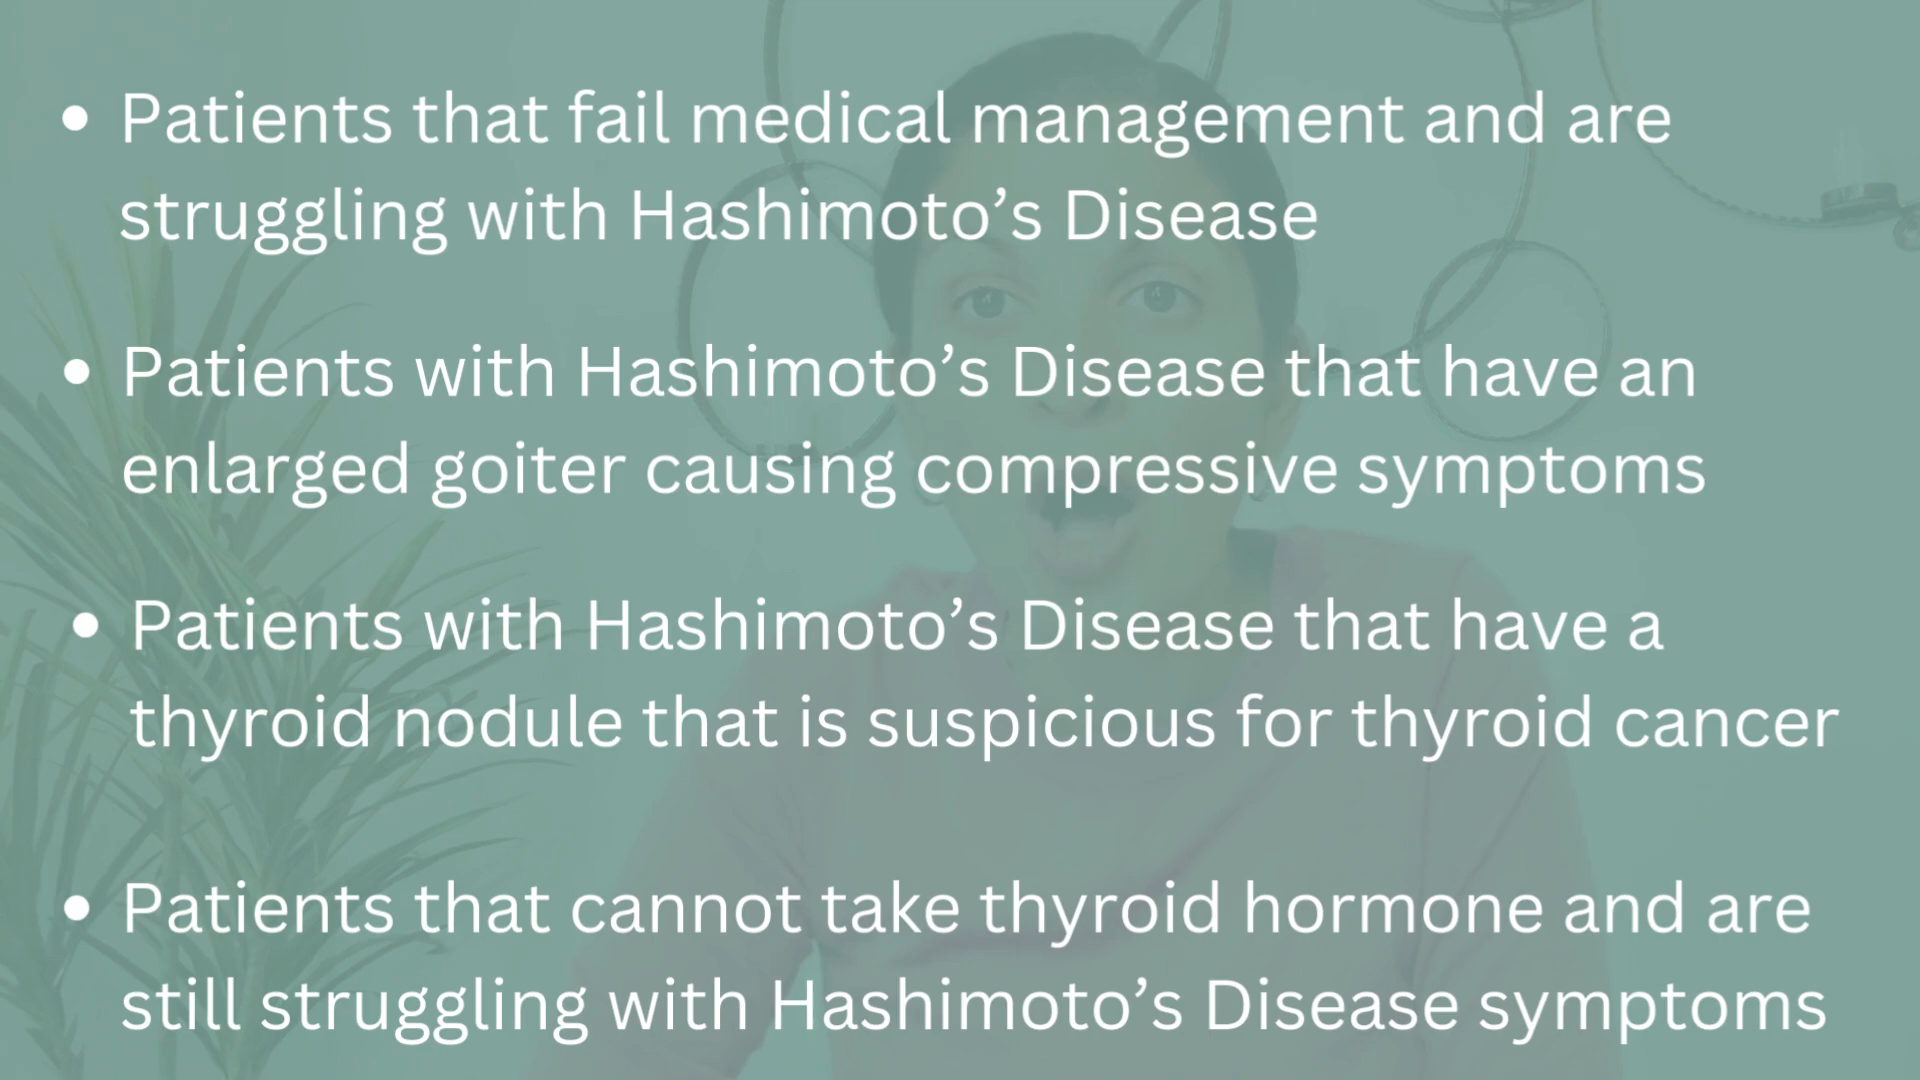 • Patients that fail medical management and are
struggling with Hashimoto’s Disease
• Patients with Hashimoto’s Disease that have an
enlarged goiter causing compressive symptoms
• Patients with Hashimoto’s Disease that have a
thyroid nodule that is suspicious for thyroid cancer
• Patients that cannot take thyroid hormone and are
still struggling with Hashimoto’s Disease symptoms